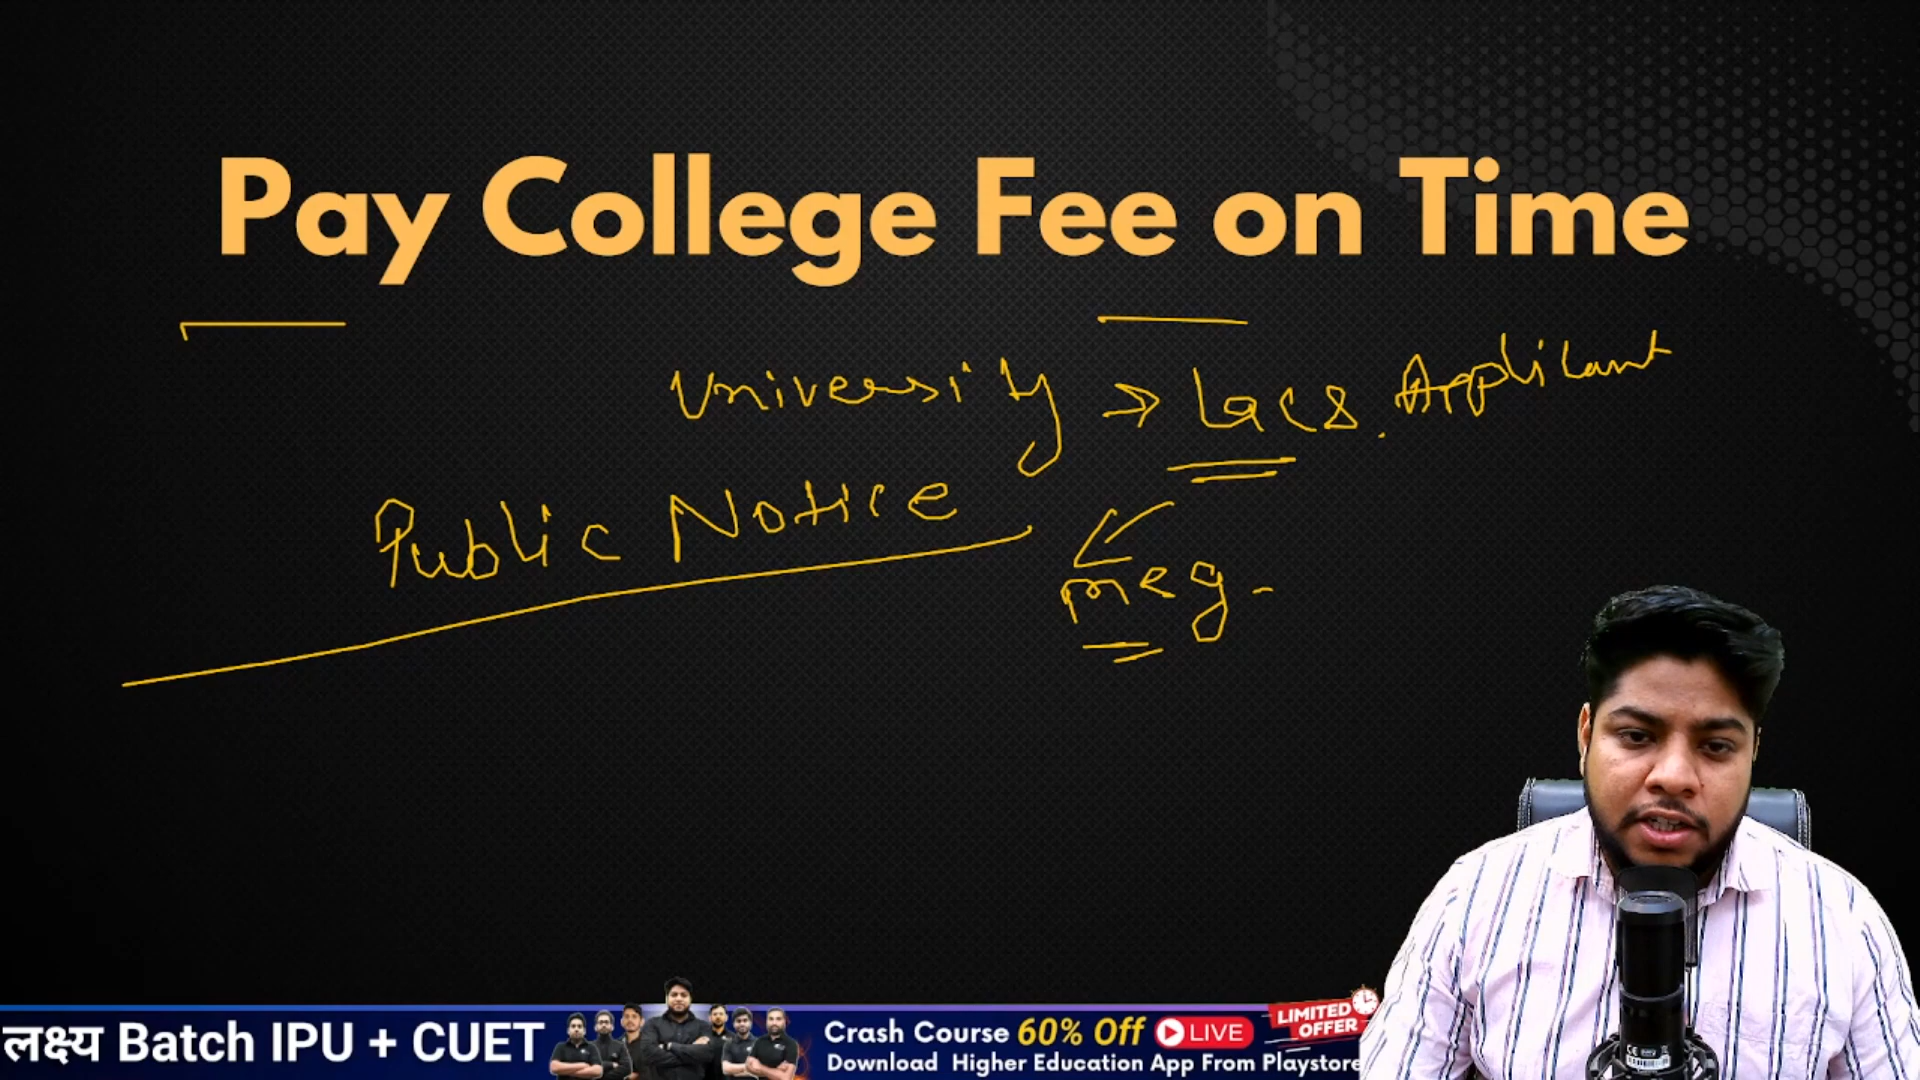 Pay College Fee on Time
University → Lacs. Applicant
Public Notice
meg.
लक्ष्य Batch IPU + CUET
Crash Course 60% Off LIVE
LIMITED OFFER
Download Higher Education App From Playstore